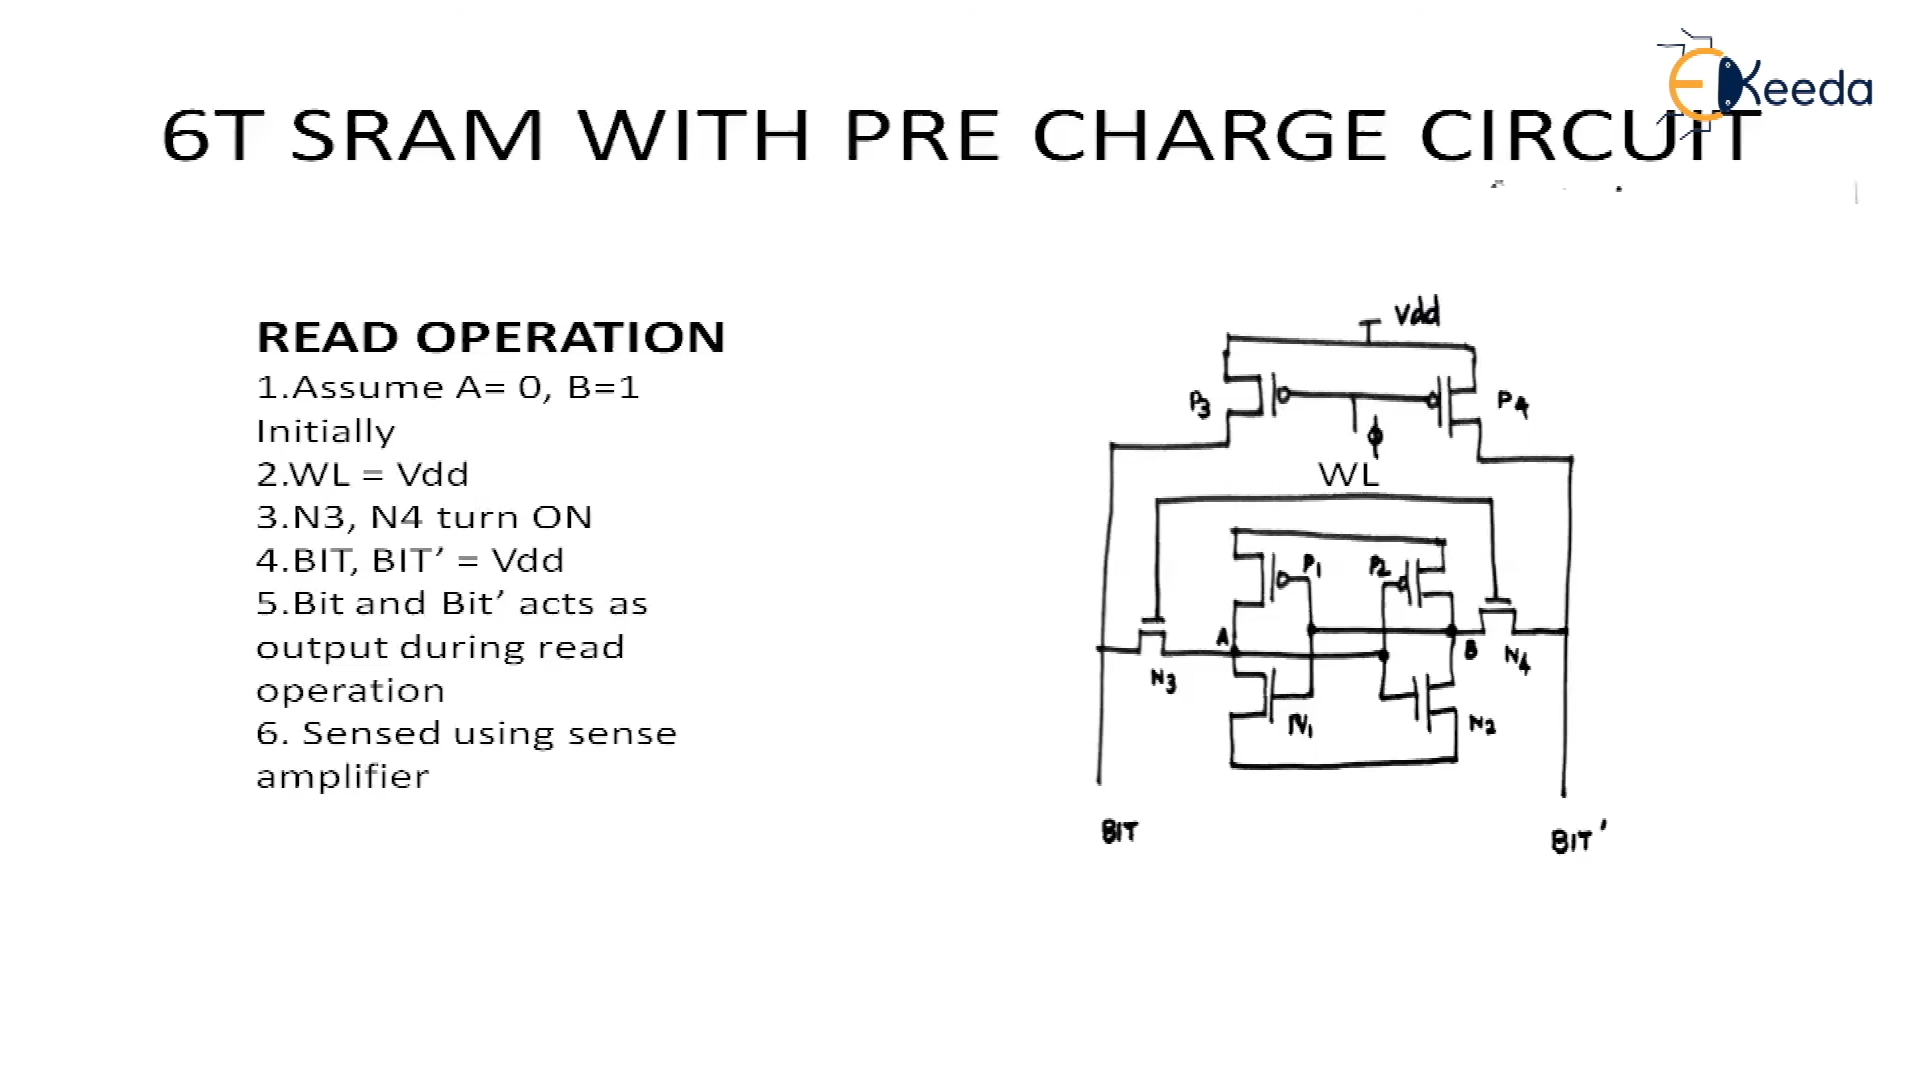 EKeeda
6T SRAM WITH PRE CHARGE CIRCUIT
READ OPERATION
1.Assume A= 0, B=1
Initially
2.WL = Vdd
3.N3, N4 turn ON
4.BIT, BIT’ = Vdd
5.Bit and Bit’ acts as
output during read
operation
6. Sensed using sense
amplifier
Vdd
P3
P4
ϕ
WL
P1
P2
A
B
N3
N4
N1
N2
BIT
BIT'